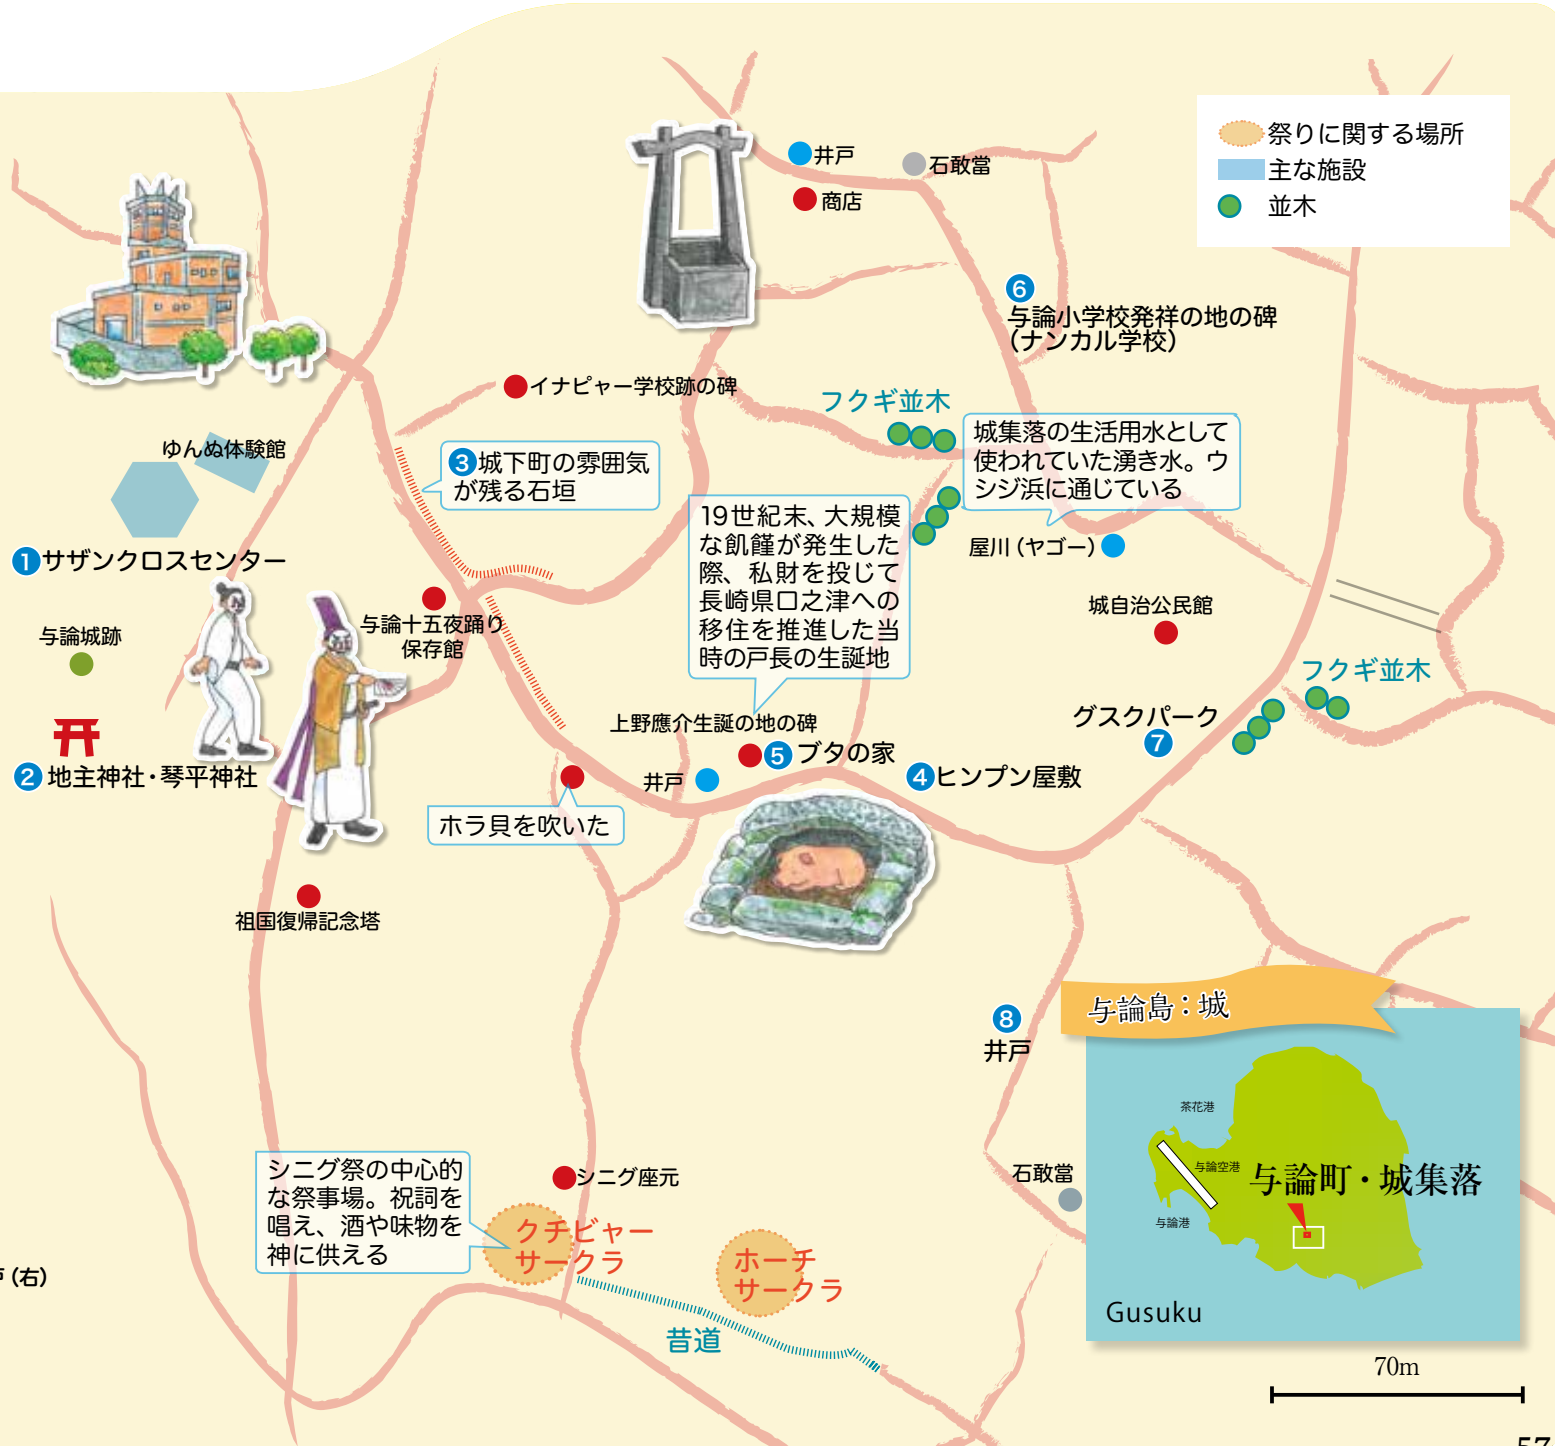 祭りに関する場所
主な施設
並木
井戸
石敢當
商店
6
与論小学校発祥の地の碑
（ナンカル学校）
イナピャー学校跡の碑
フクギ並木
城集落の生活用水として
使われていた湧き水。ウ
シジ浜に通じている
ゆんぬ体験館
3 城下町の雰囲気
が残る石垣
19世紀末、大規模
な飢饉が発生した
際、私財を投じて
長崎県口之津への
移住を推進した当
時の戸長の生誕地
屋川（ヤゴー）
1 サザンクロスセンター
城自治公民館
与論城跡
与論十五夜踊り
保存館
フクギ並木
グスクパーク
7
上野應介生誕の地の碑
5 ブタの家
2 地主神社・琴平神社
井戸
4 ヒンプン屋敷
ホラ貝を吹いた
祖国復帰記念塔
8
井戸
与論島：城
茶花港
与論空港
与論町・城集落
与論港
Gusuku
シニグ祭の中心的
な祭事場。祝詞を
唱え、酒や味物を
神に供える
シニグ座元
石敢當
クチピャー
サークラ
ホーチ
サークラ
（右）
昔道
70m
57